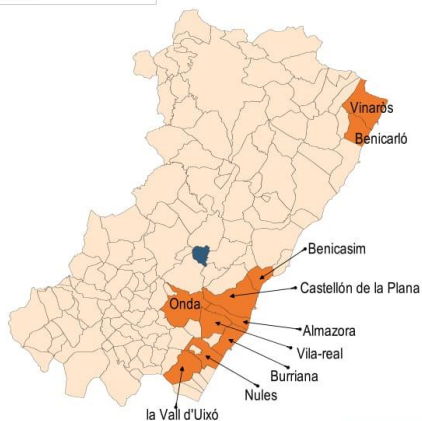 Vinaròs
Benicarló
Benicasim
Castellón de la Plana
Onda
Almazora
Vila-real
Burriana
Nules
la Vall d'Uixó